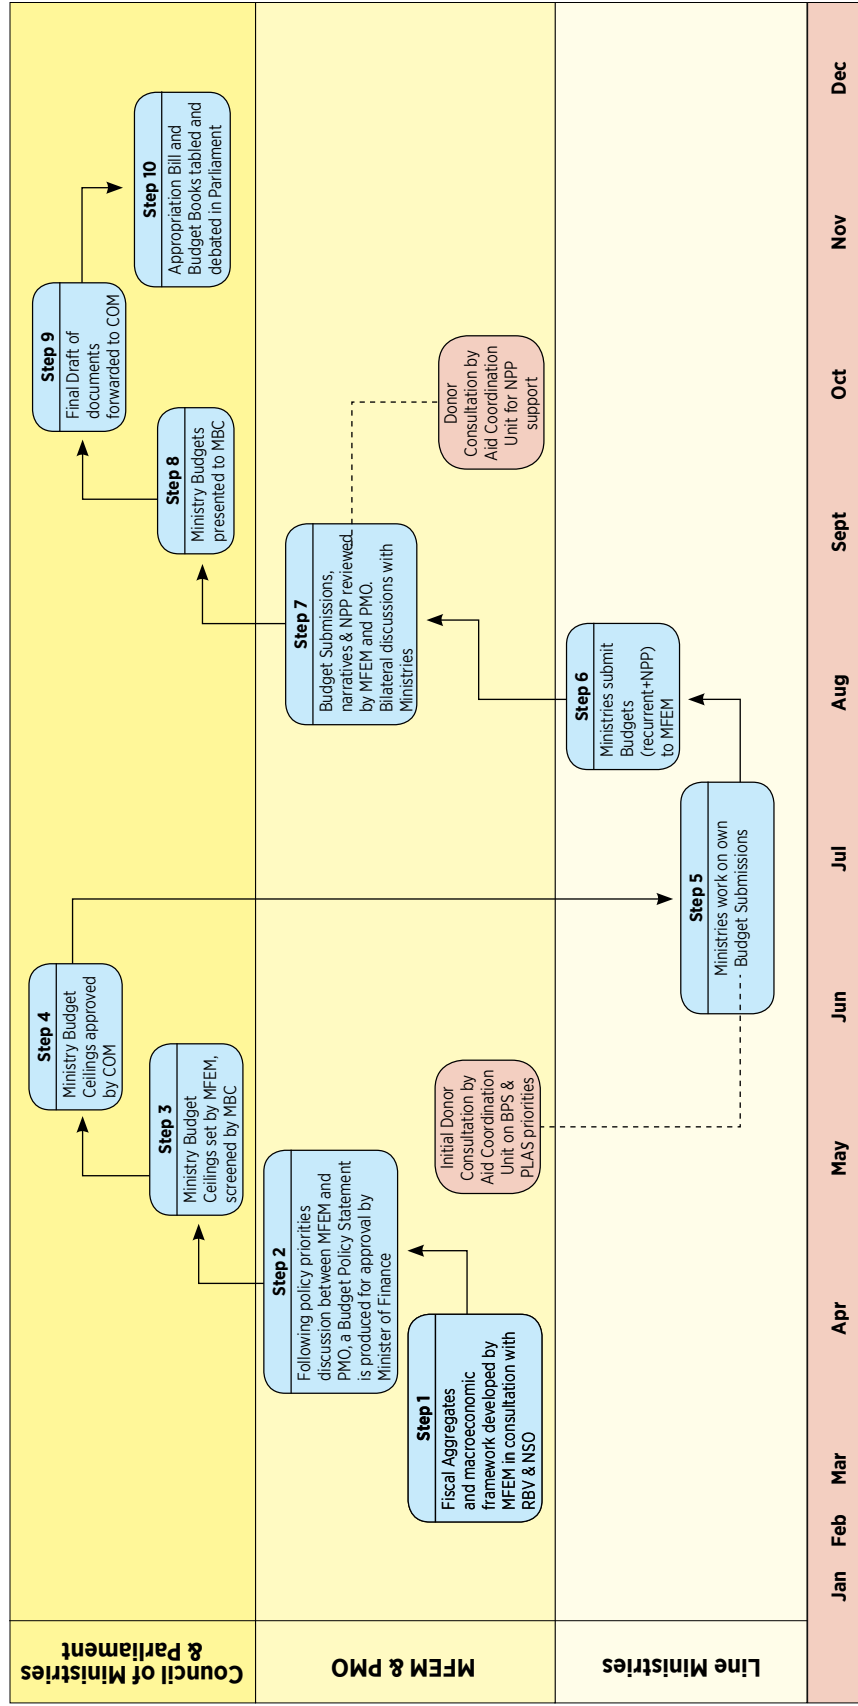 Council of Ministries
& Parliament
Step 4
Ministry Budget
Ceilings approved
by COM
Step 9
Final Draft of
documents
forwarded to COM
Step 3
Ministry Budget
Ceilings set by MFEM,
screened by MBC
Step 8
Ministry Budgets
presented to MBC
Step 10
Appropriation Bill and
Budget Books tabled and
debated in Parliament
MFEM & PMO
Step 2
Following policy priorities
discussion between MFEM and
PMO, a Budget Policy Statement
is produced for approval by
Minister of Finance
Step 7
Budget Submissions,
narratives & NPP reviewed
by MFEM and PMO.
Bilateral discussions with
Ministries
Step 1
Fiscal Aggregates
and macroeconomic
framework developed by
MFEM in consultation with
RBV & NSO
Initial Donor
Consultation by
Aid Coordination
Unit on BPS &
PLAS priorities
Donor
Consultation by
Aid Coordination
Unit for NPP
support
Line Ministries
Step 6
Ministries submit
Budgets
(recurrent+NPP)
to MFEM
Step 5
Ministries work on own
Budget Submissions
Jan Feb Mar Apr May Jun Jul Aug Sept Oct Nov Dec